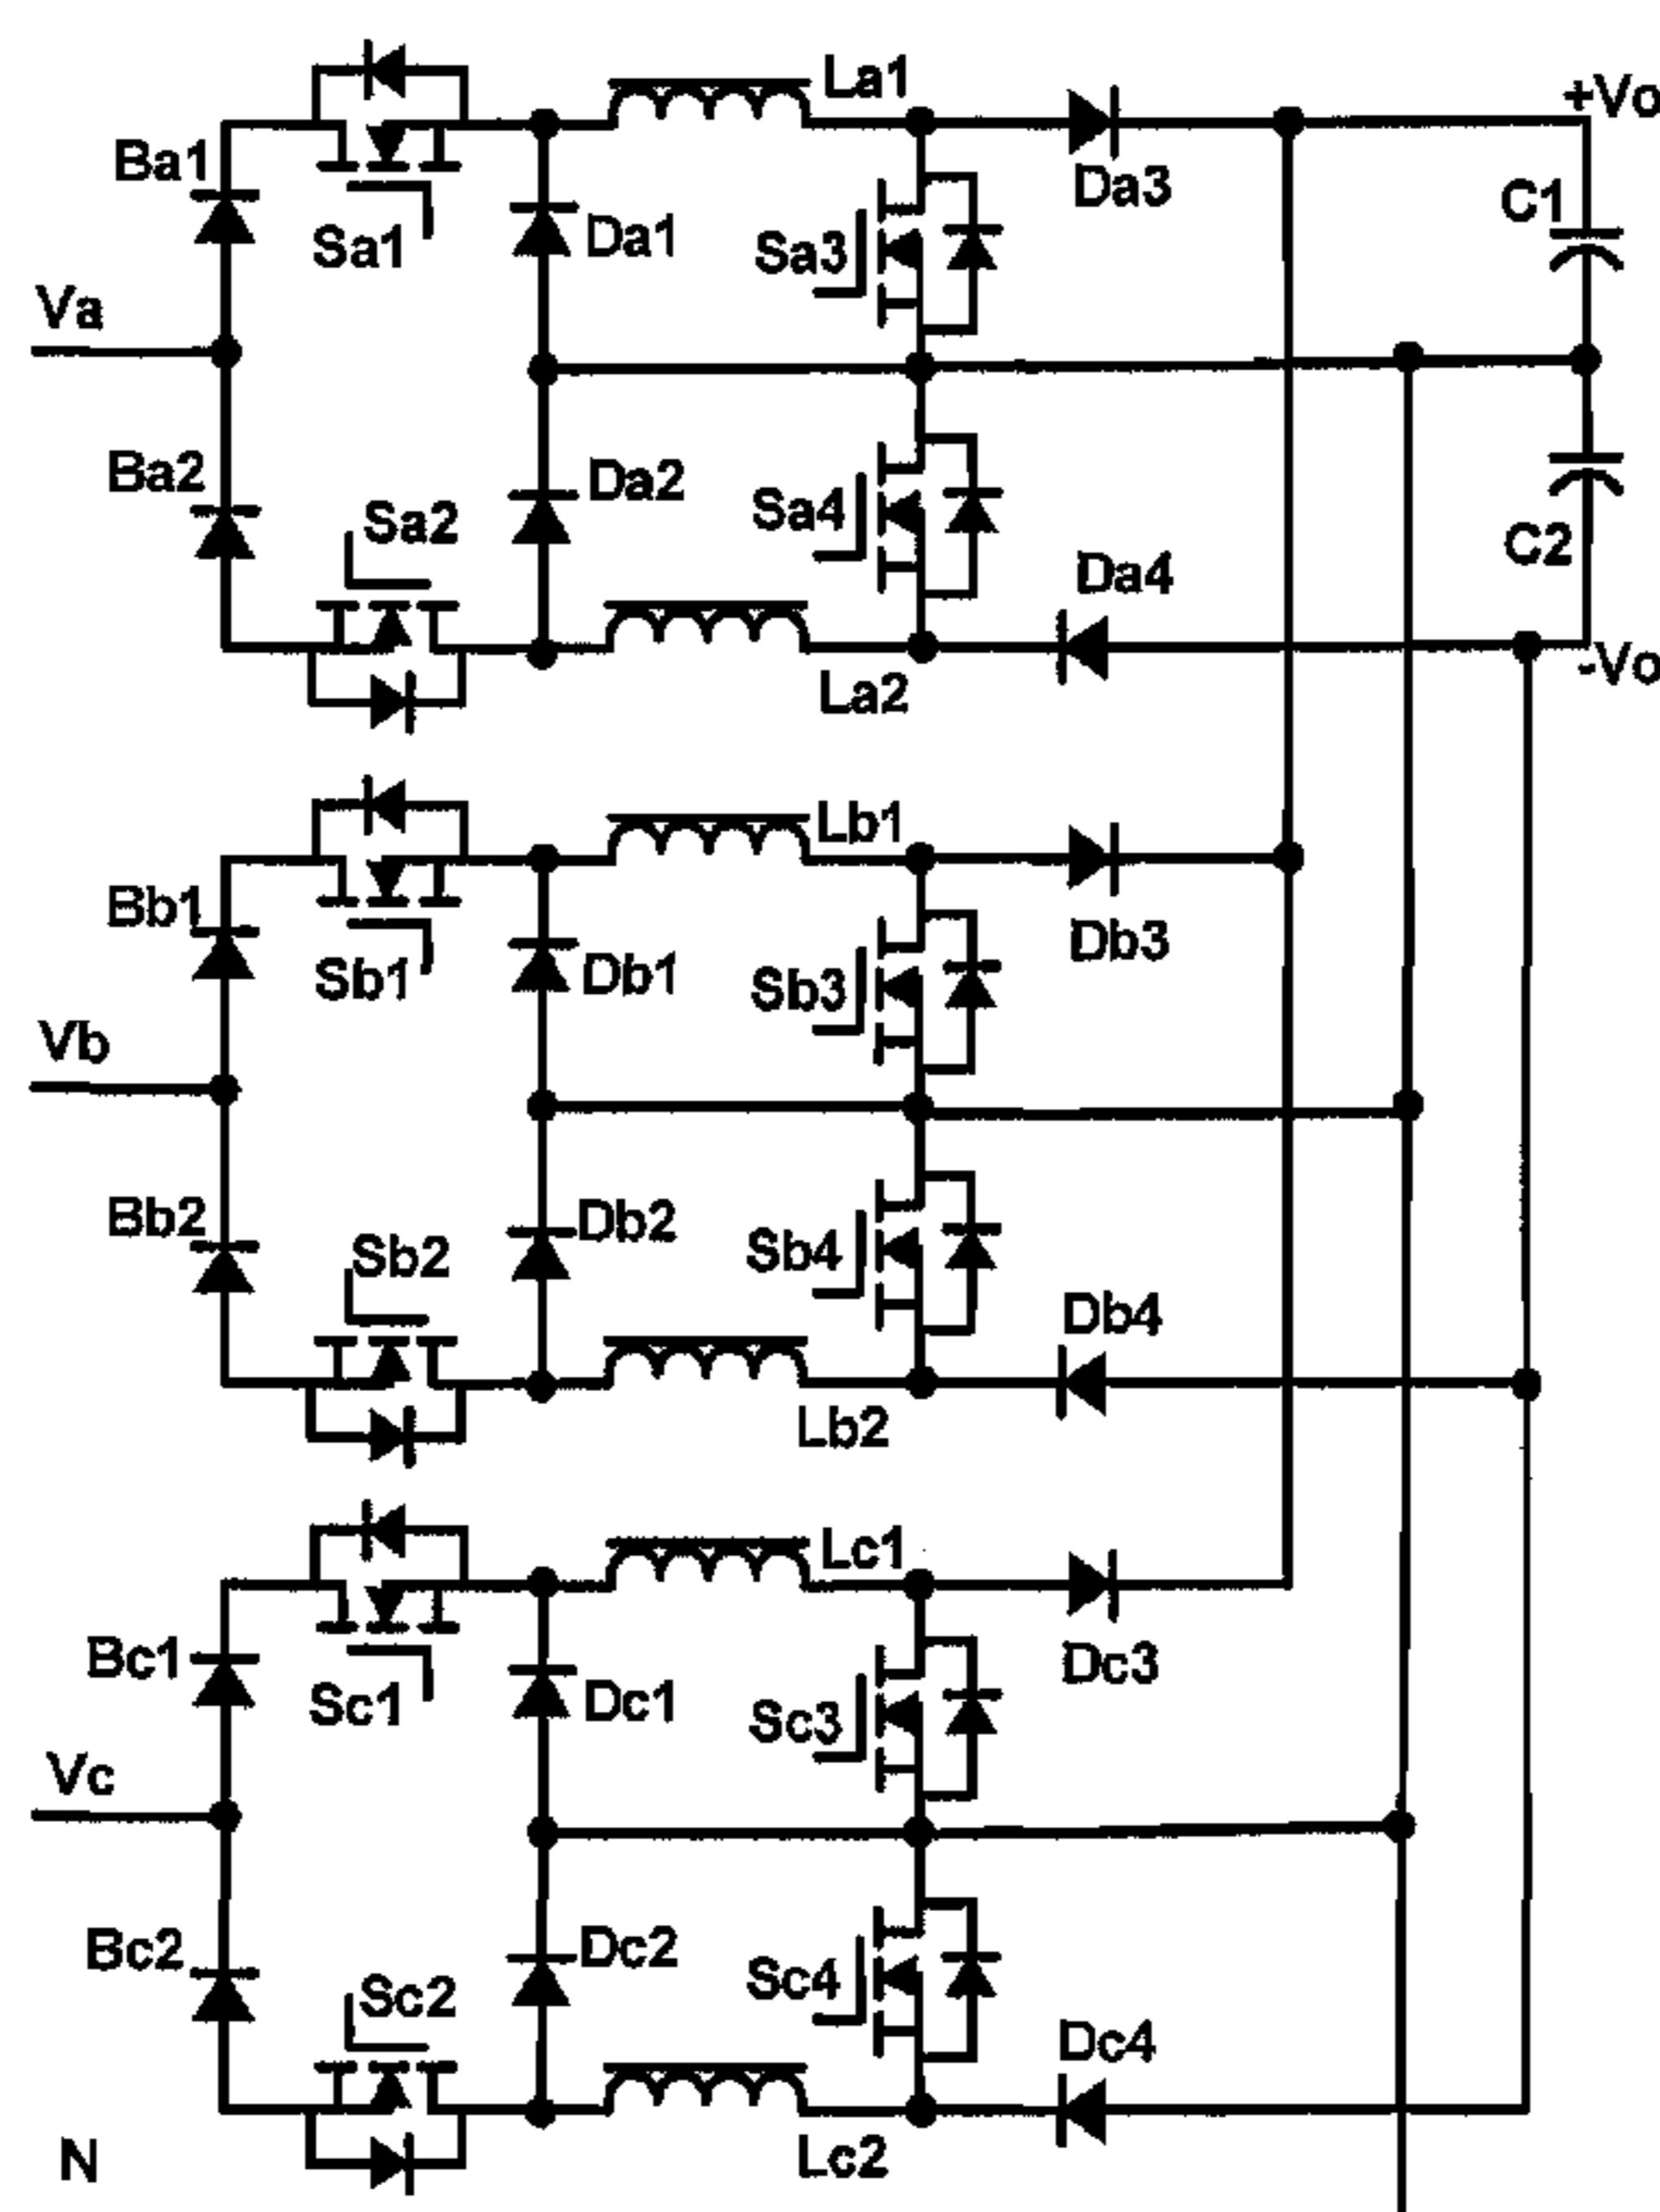 La1
+Vo
Ba1
Da3
C1
Sa1
Da1
Sa3
Va
Ba2
Da2
Sa2
Sa4
C2
Da4
-Vo
La2
Lb1
Bb1
Db3
Sb1
Db1
Sb3
Vb
Bb2
Db2
Sb2
Sb4
Db4
Lb2
Lc1
Bc1
Dc3
Sc1
Dc1
Sc3
Vc
Bc2
Dc2
Sc2
Sc4
Dc4
N
Lc2